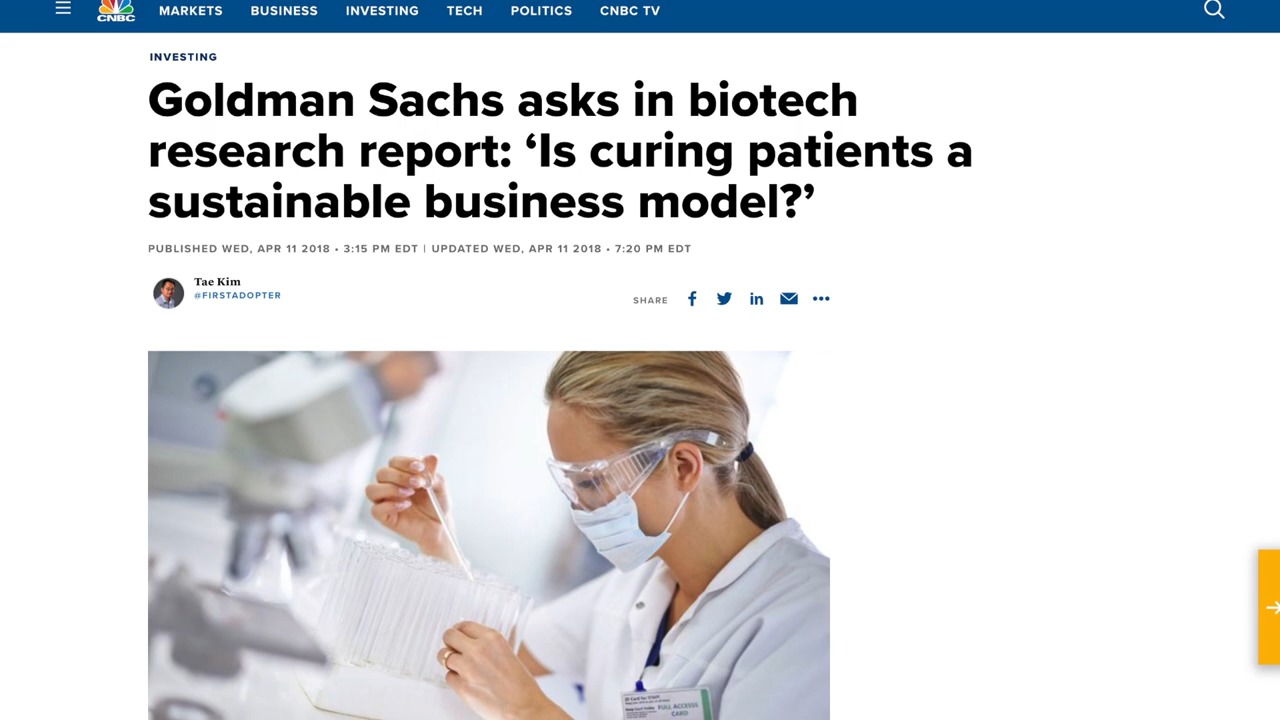 CNBC
MARKETS BUSINESS INVESTING TECH POLITICS CNBC TV
INVESTING
Goldman Sachs asks in biotech
research report: ‘Is curing patients a
sustainable business model?’
PUBLISHED WED, APR 11 2018 • 3:15 PM EDT | UPDATED WED, APR 11 2018 • 7:20 PM EDT
Tae Kim
@FIRSTADOPTER
SHARE
FULL ACCESSS
CARD